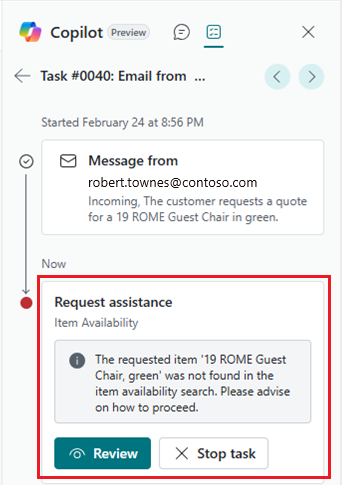 Copilot Preview
Task #0040: Email from ...
Started February 24 at 8:56 PM
Message from
robert.townes@contoso.com
Incoming, The customer requests a quote
for a 19 ROME Guest Chair in green.
Now
Request assistance
Item Availability
The requested item '19 ROME Guest
Chair, green' was not found in the
item availability search. Please advise
on how to proceed.
Review
Stop task